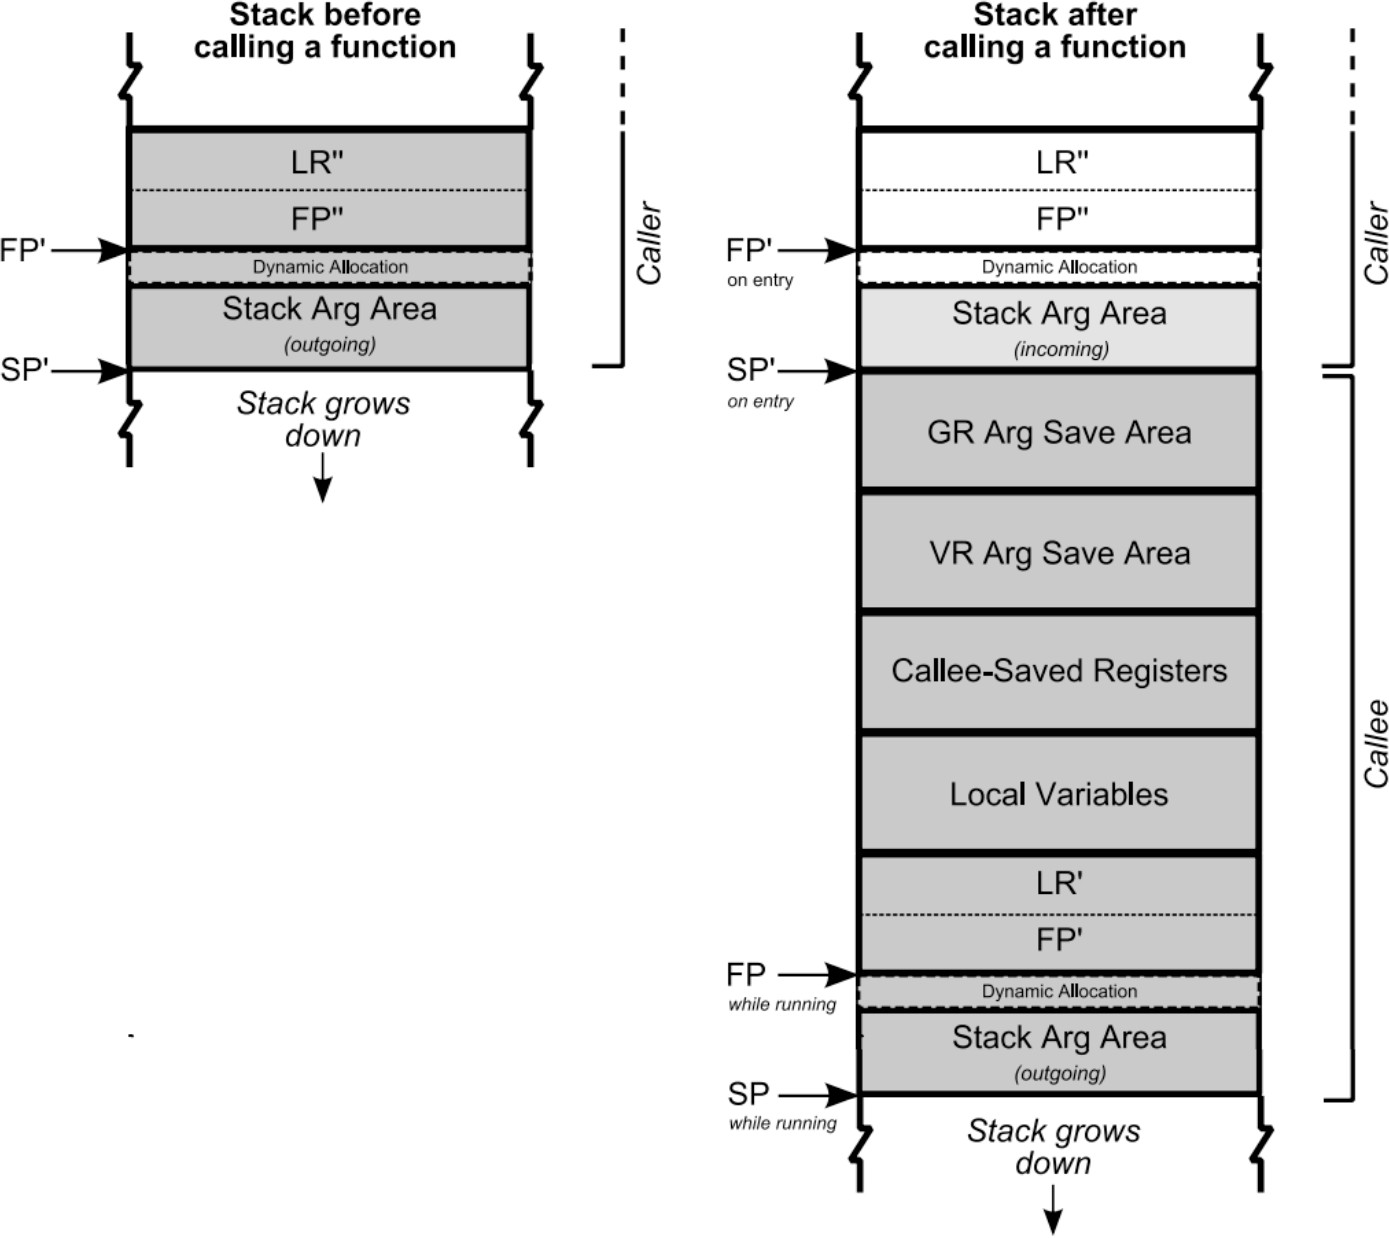 Stack before
calling a function
LR"
FP"
FP'
Dynamic Allocation
Stack Arg Area
(outgoing)
SP'
Stack grows
down
Caller
Stack after
calling a function
LR"
FP"
FP'
on entry
Dynamic Allocation
Stack Arg Area
(incoming)
SP'
on entry
Caller
GR Arg Save Area
VR Arg Save Area
Callee-Saved Registers
Local Variables
LR'
FP'
FP
while running
Dynamic Allocation
Stack Arg Area
(outgoing)
SP
while running
Callee
Stack grows
down